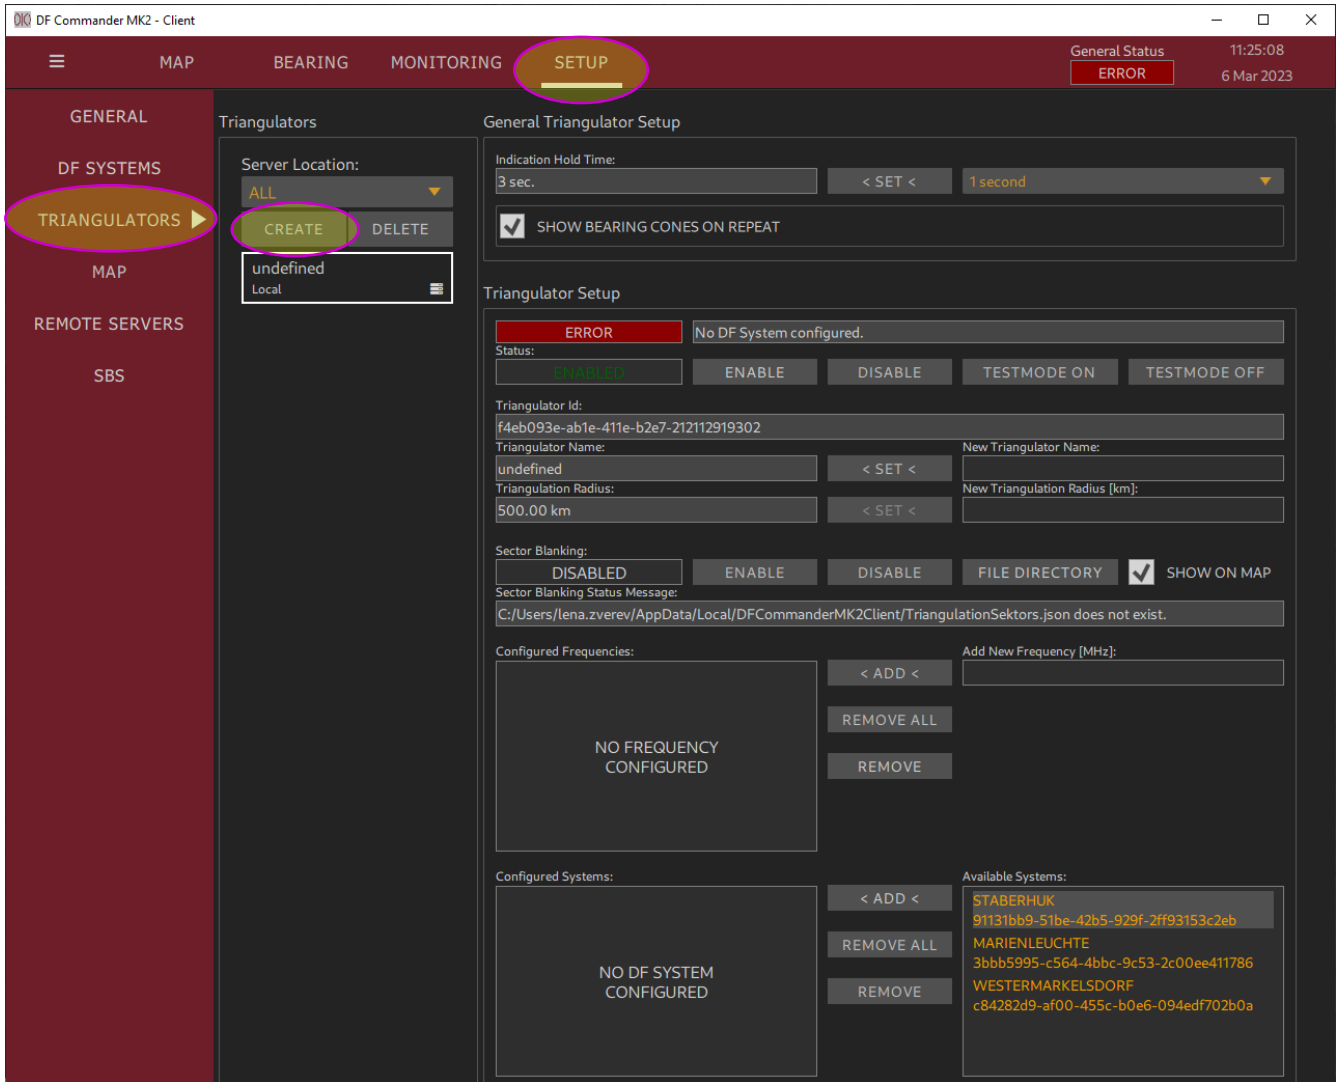 DF Commander MK2 - Client
MAP BEARING MONITORING SETUP
General Status 11:25:08
ERROR 6 Mar 2023
GENERAL
DF SYSTEMS
TRIANGULATORS
MAP
REMOTE SERVERS
SBS
Triangulators
Server Location:
ALL
CREATE DELETE
undefined
Local
General Triangulator Setup
Indication Hold Time:
3 sec. < SET < 1 second
SHOW BEARING CONES ON REPEAT
Triangulator Setup
ERROR No DF System configured.
Status:
ENABLED ENABLE DISABLE TESTMODE ON TESTMODE OFF
Triangulator Id:
f4eb093e-ab1e-411e-b2e7-212112919302
Triangulator Name: New Triangulator Name:
undefined < SET <
Triangulation Radius: New Triangulation Radius [km]:
500.00 km < SET <
Sector Blanking:
DISABLED ENABLE DISABLE FILE DIRECTORY SHOW ON MAP
Sector Blanking Status Message:
C:/Users/lena.zverev/AppData/Local/DFCommanderMK2Client/TriangulationSektors.json does not exist.
Configured Frequencies: Add New Frequency [MHz]:
< ADD <
REMOVE ALL
NO FREQUENCY
CONFIGURED
REMOVE
Configured Systems: Available Systems:
< ADD <
REMOVE ALL
NO DF SYSTEM
CONFIGURED
REMOVE
STABERHUK
91131bb9-51be-42b5-929f-2ff93153c2eb
MARIENLEUCHTE
3bbb5995-c564-4bbc-9c53-2c00ee411786
WESTERMARKELSDORF
c84282d9-af00-455c-b0e6-094edf702b0a